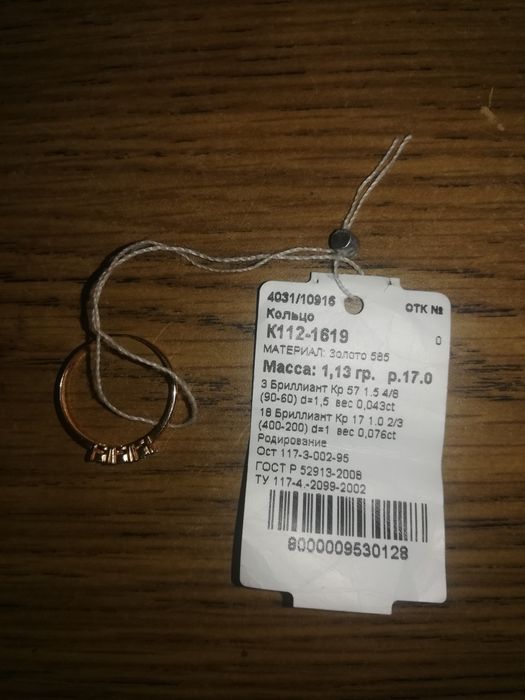 4031/10916 ОТК №
Кольцо 0
К112-1619
МАТЕРИАЛ: Золото 585
Масса: 1,13 гр. р.17.0
3 Бриллиант Кр 57 1.5 4/8
(90-60) d=1,5 вес 0,043ct
18 Бриллиант Кр 17 1.0 2/3
(400-200) d=1 вес 0,076ct
Родирование
Ост 117-3-002-95
ГОСТ Р 52913-2008
ТУ 117-4.-2099-2002
9000009530128